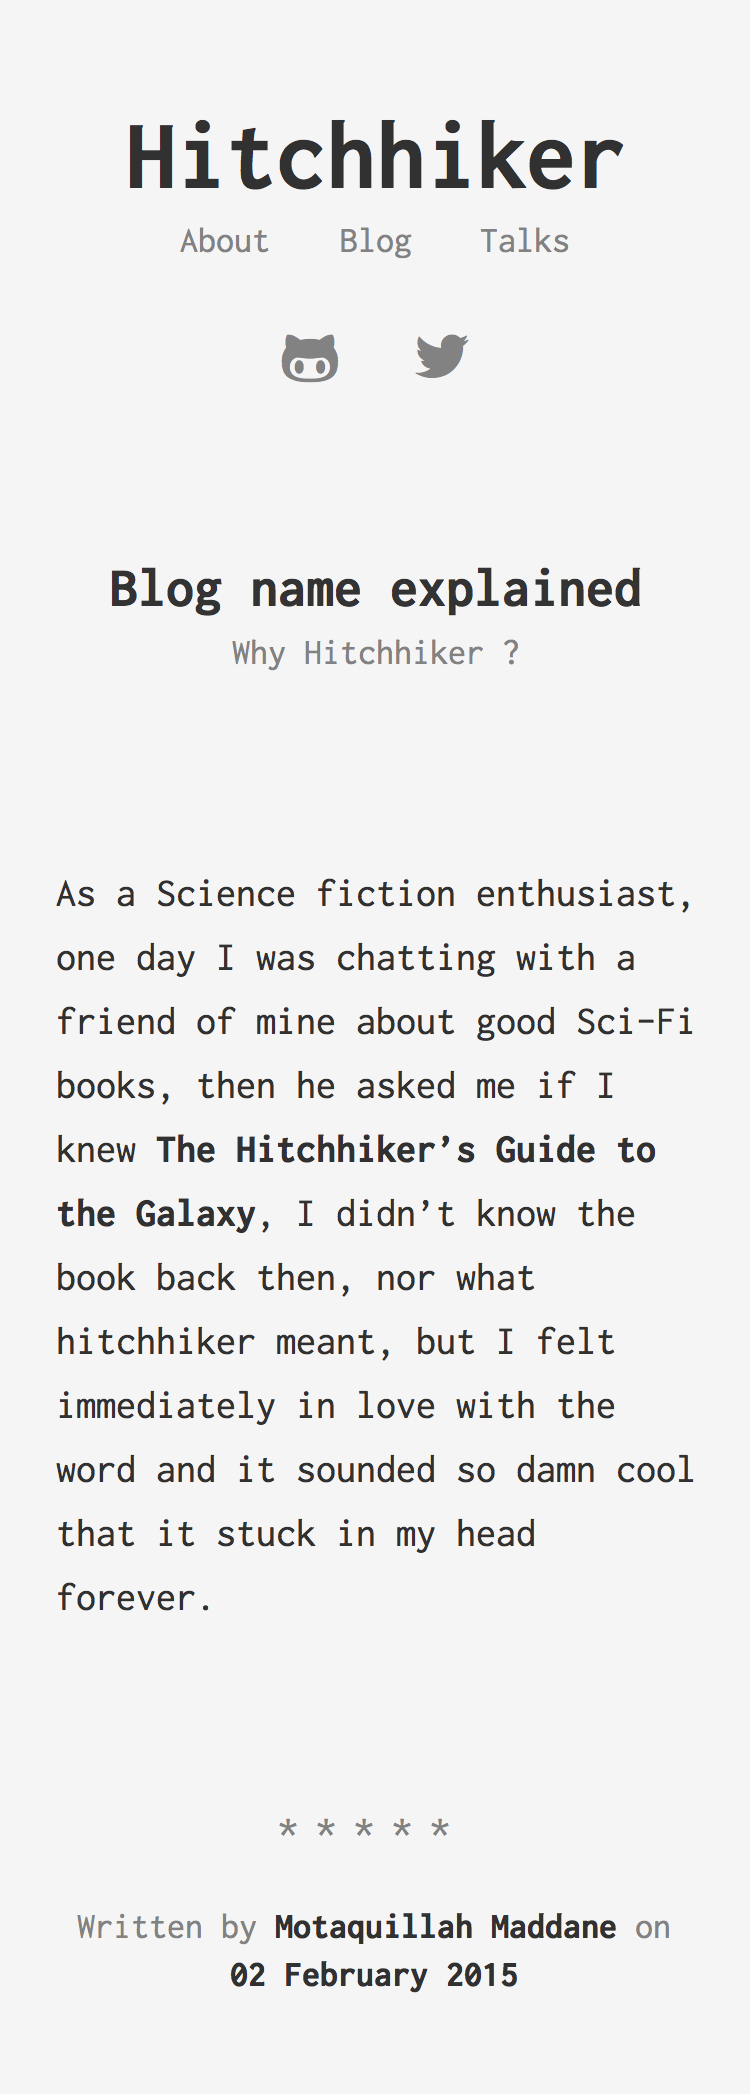 Hitchhiker
About Blog Talks
Blog name explained
Why Hitchhiker ?
As a Science fiction enthusiast,
one day I was chatting with a
friend of mine about good Sci-Fi
books, then he asked me if I
knew The Hitchhiker’s Guide to
the Galaxy, I didn’t know the
book back then, nor what
hitchhiker meant, but I felt
immediately in love with the
word and it sounded so damn cool
that it stuck in my head
forever.
* * * * *
Written by Motaquillah Maddane on
02 February 2015